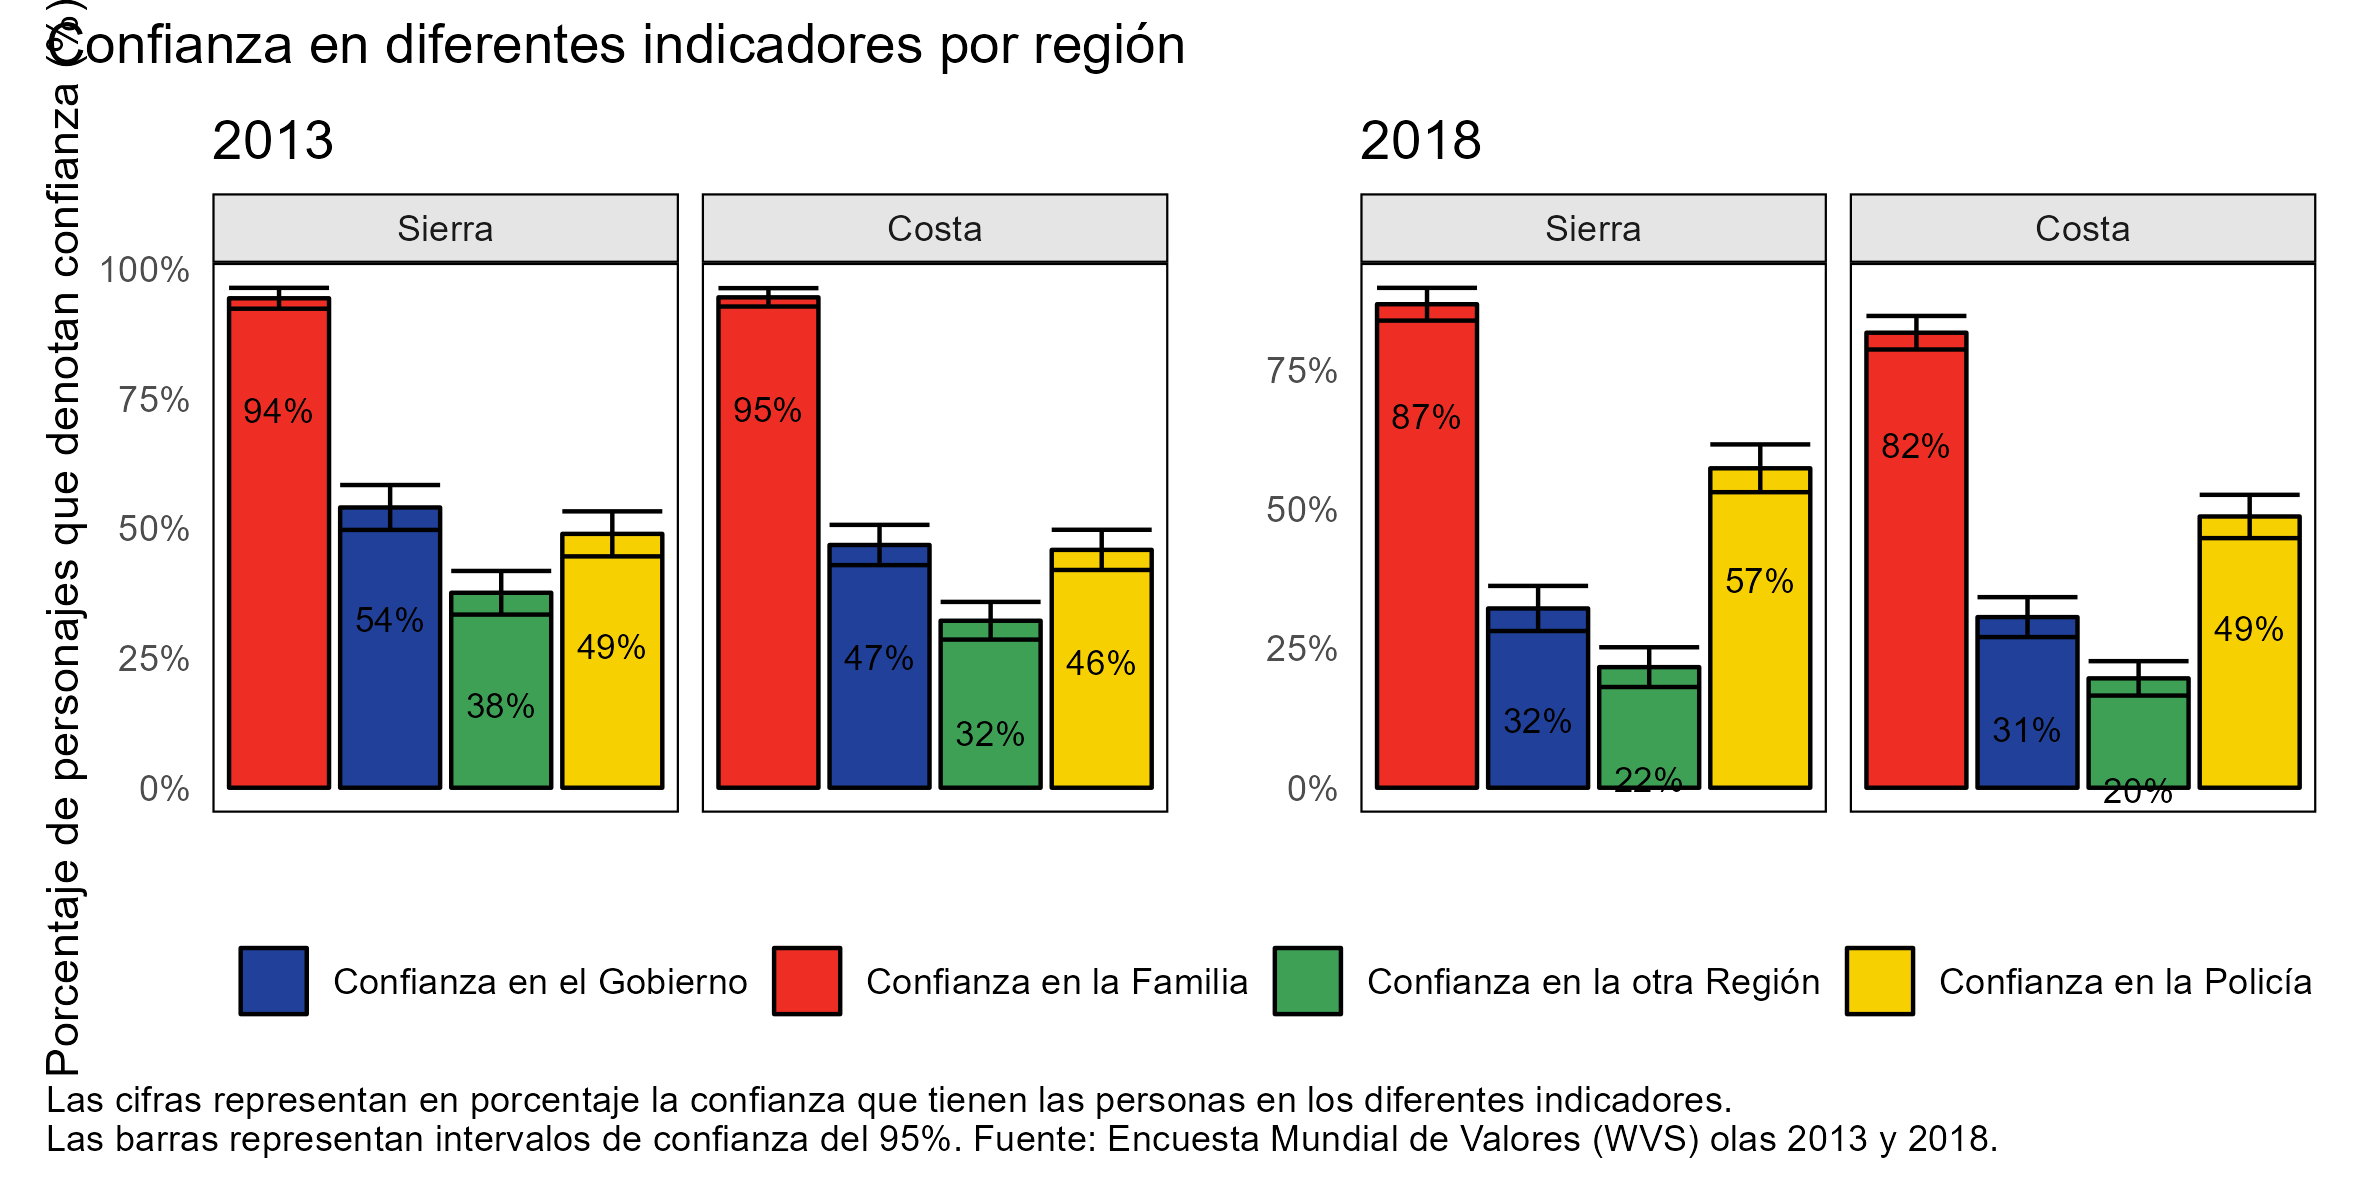 Confianza en diferentes indicadores por región
Porcentaje de personajes que denotan confianza (%)
2013
Sierra
Costa
100%
75%
50%
25%
0%
94%
54%
38%
49%
95%
47%
32%
46%
2018
Sierra
Costa
75%
50%
25%
0%
87%
32%
22%
57%
82%
31%
20%
49%
Confianza en el Gobierno
Confianza en la Familia
Confianza en la otra Región
Confianza en la Policía
Las cifras representan en porcentaje la confianza que tienen las personas en los diferentes indicadores.
Las barras representan intervalos de confianza del 95%. Fuente: Encuesta Mundial de Valores (WVS) olas 2013 y 2018.